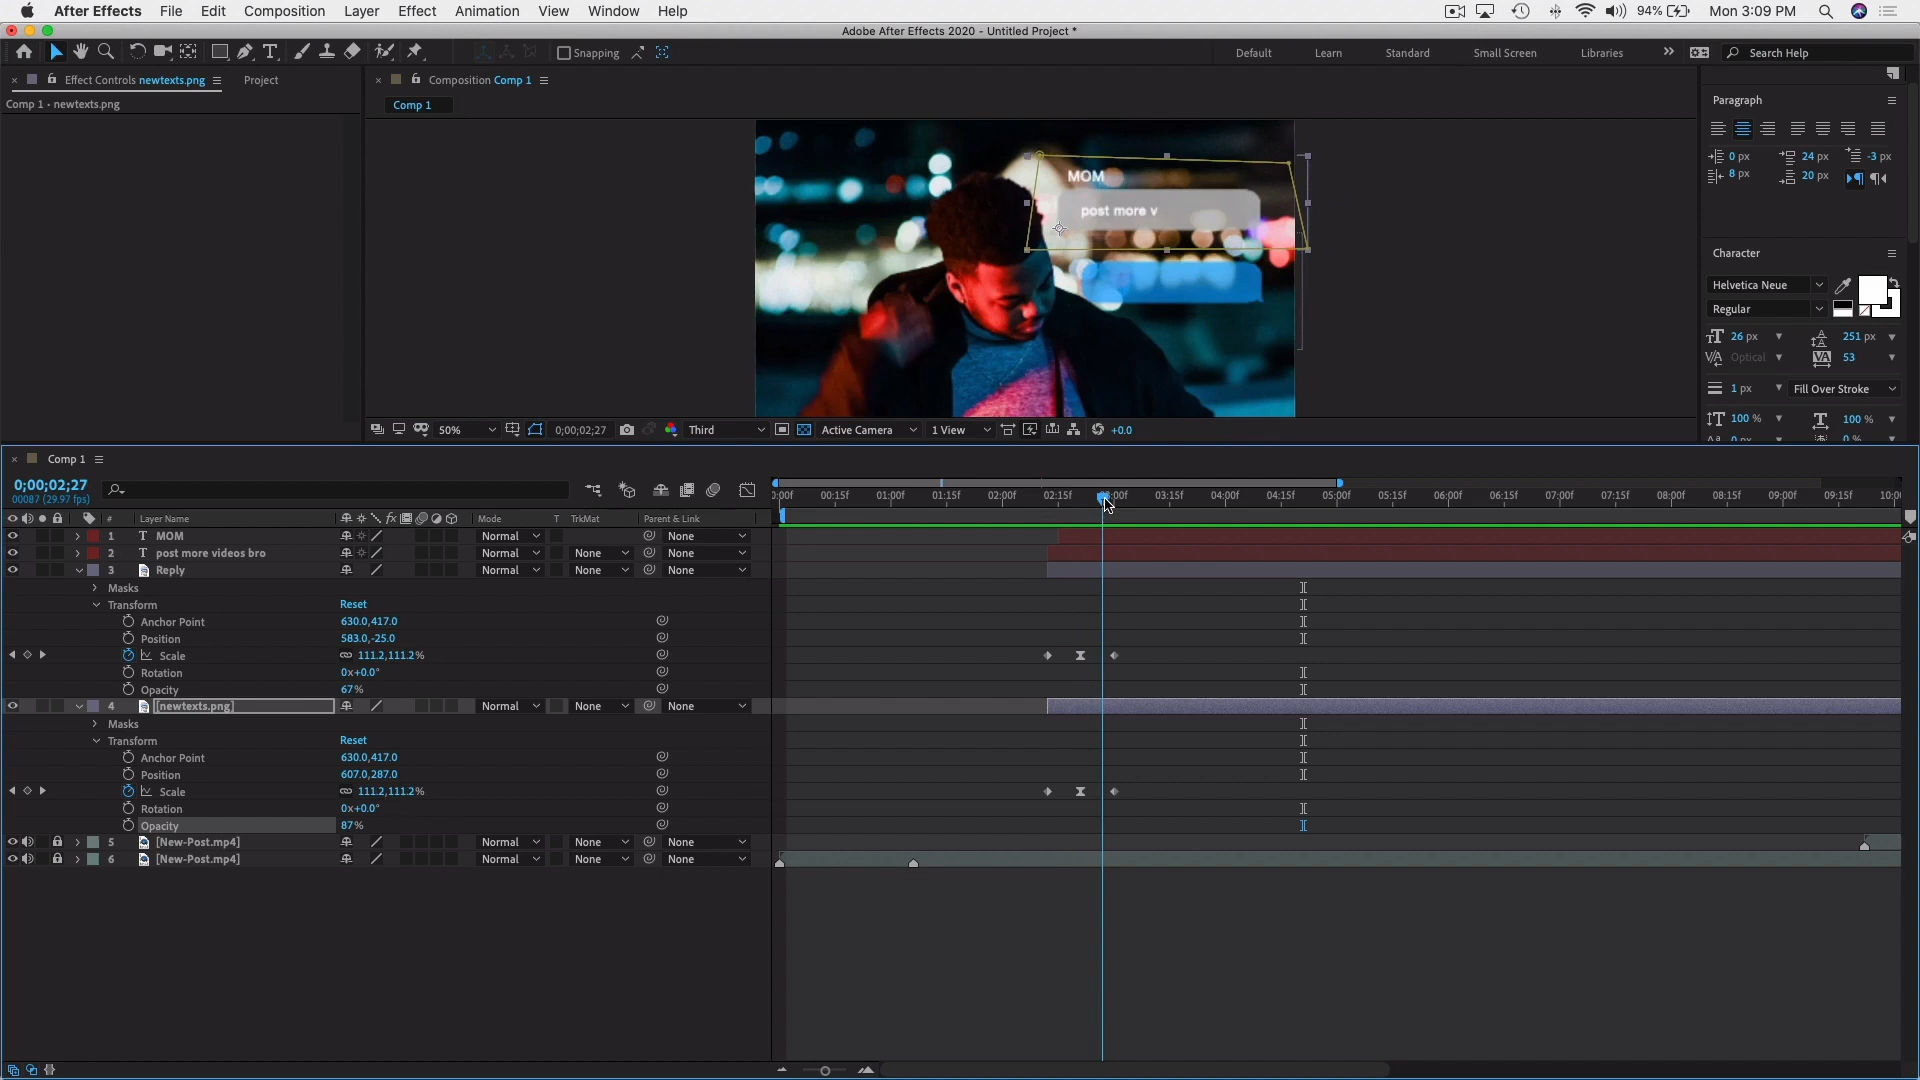 After Effects File Edit Composition Layer Effect Animation View Window Help 94% Mon 3:09 PM
Adobe After Effects 2020 - Untitled Project *
Snapping Default Learn Standard Small Screen Libraries Search Help
Effect Controls newtexts.png Project Composition Comp 1
Comp 1 - newtexts.png Comp 1
MOM
post more v
Paragraph
0 px 24 px -3 px
8 px 20 px
Character
Helvetica Neue
Regular
26 px 251 px
Optical 53
1 px Fill Over Stroke
100 % 100 %
0 %
50% 0;00;02;27 Third Active Camera 1 View +0.0
Comp 1
0;00;02;27
00087 (29.97 fps)
:00f 00:15f 01:00f 01:15f 02:00f 02:15f 03:00f 03:15f 04:00f 04:15f 05:00f 05:15f 06:00f 06:15f 07:00f 07:15f 08:00f 08:15f 09:00f 09:15f 10:0
# Layer Name Mode T TrkMat Parent & Link
1 T MOM Normal None
2 T post more videos bro Normal None None
3 Reply Normal None None
Masks
Transform Reset
Anchor Point 630.0,417.0
Position 583.0,-25.0
Scale 111.2,111.2%
Rotation 0x+0.0°
Opacity 67%
4 [newtexts.png] Normal None None
Masks
Transform Reset
Anchor Point 630.0,417.0
Position 607.0,287.0
Scale 111.2,111.2%
Rotation 0x+0.0°
Opacity 87%
5 [New-Post.mp4] Normal None None
6 [New-Post.mp4] Normal None None